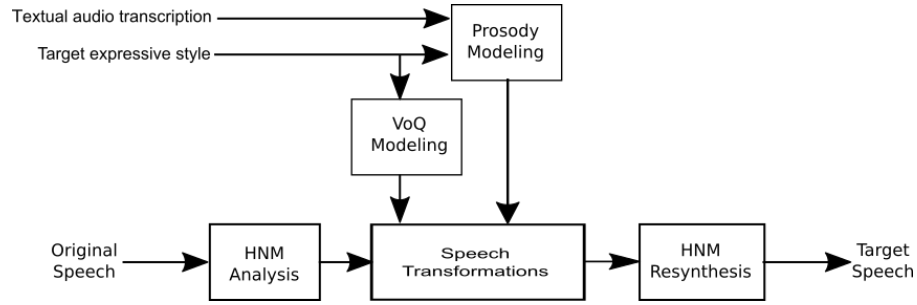 Textual audio transcription
Target expressive style
Prosody
Modeling
VoQ
Modeling
Original
Speech
HNM
Analysis
Speech
Transformations
HNM
Resynthesis
Target
Speech